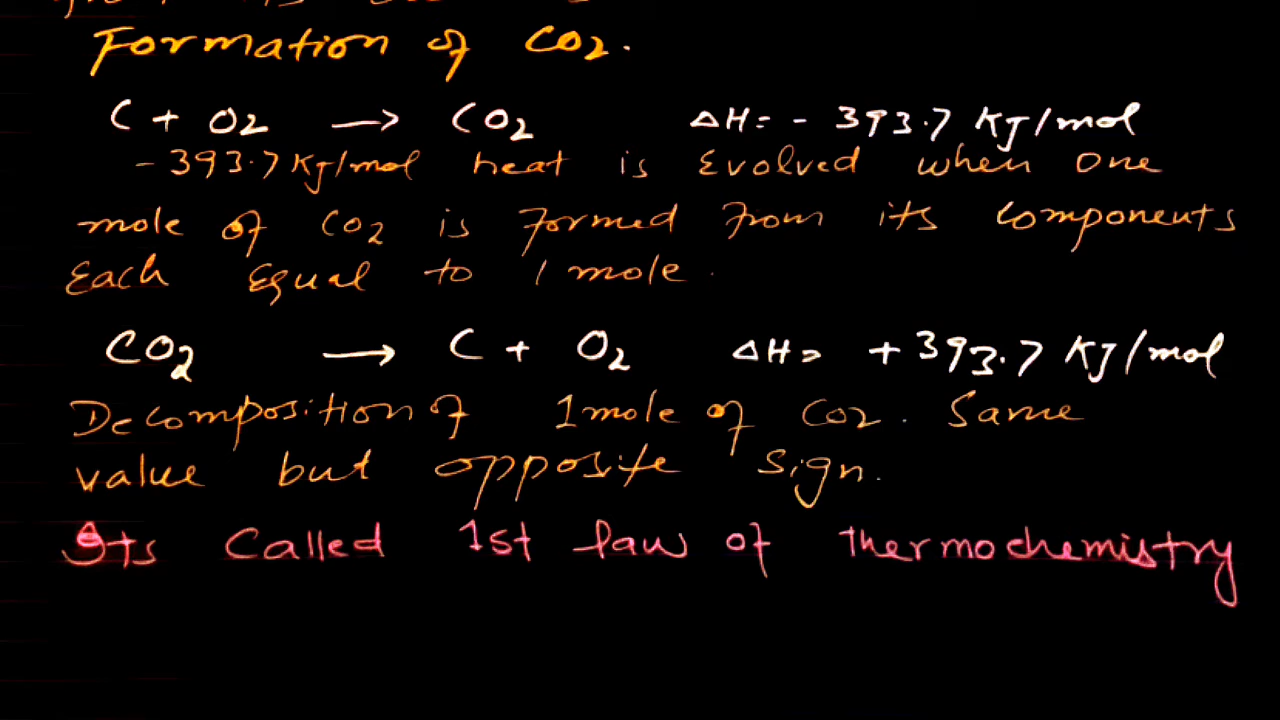 Formation of CO2.
C + O2 → CO2 ΔH= - 393.7 KJ/mol
-393.7 KJ/mol heat is Evolved when one
mole of CO2 is formed from its components
Each Equal to 1 mole.
CO2 → C + O2 ΔH= +393.7 KJ/mol
Decomposition of 1 mole of CO2. Same
value but opposite sign.
Its called 1st law of thermochemistry